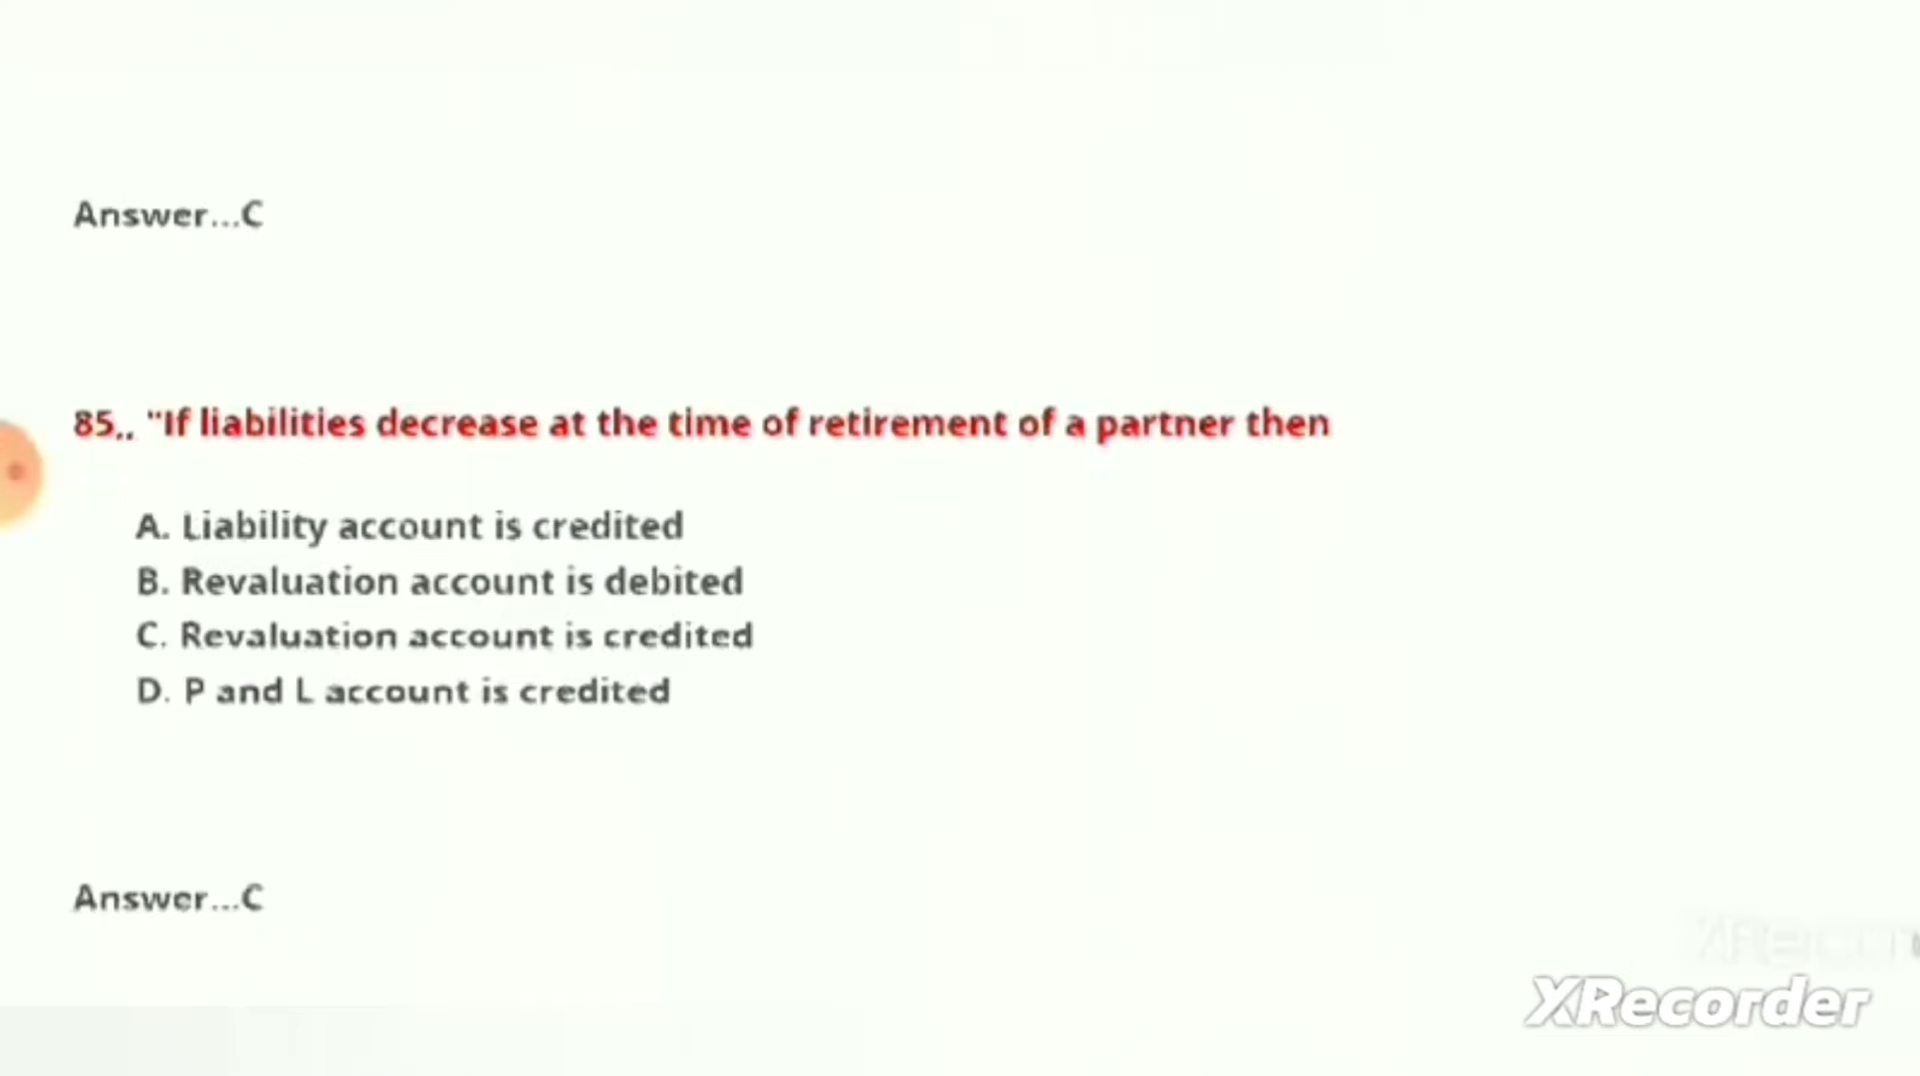 Answer...C
85,, "If liabilities decrease at the time of retirement of a partner then
A. Liability account is credited
B. Revaluation account is debited
C. Revaluation account is credited
D. P and L account is credited
Answer...C
XRecorder